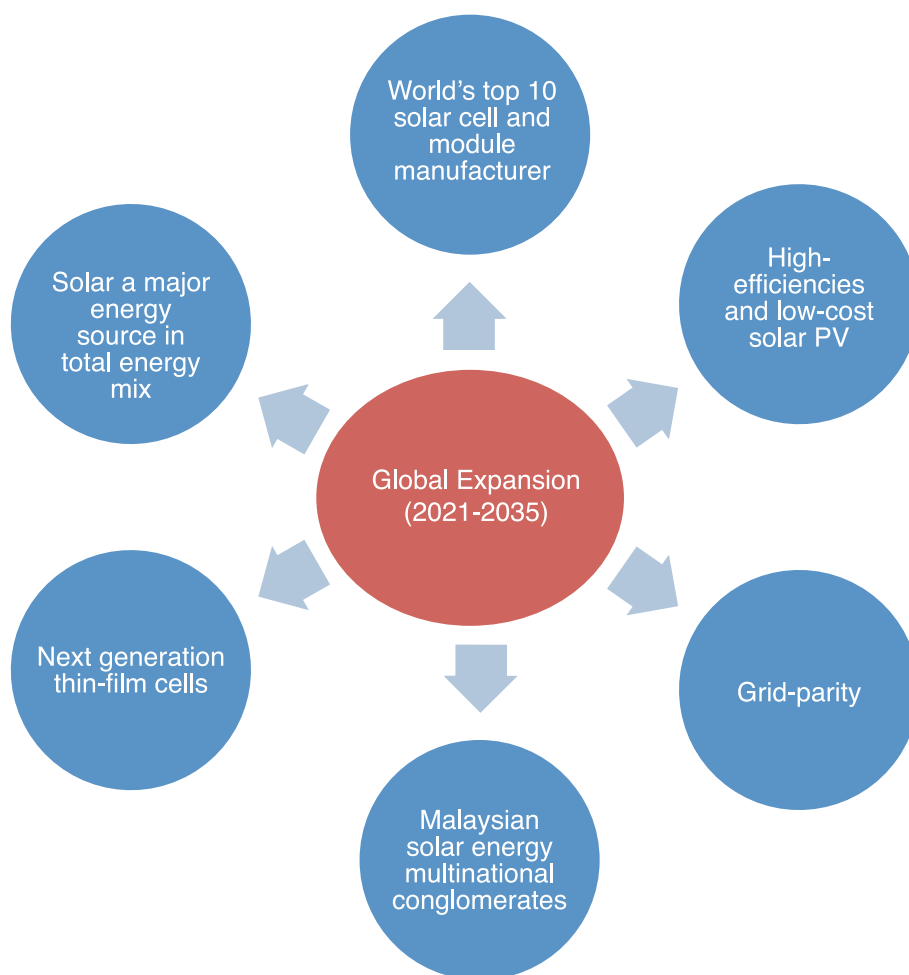 World’s top 10
solar cell and
module
manufacturer
High-
efficiencies
and low-cost
solar PV
Solar a major
energy
source in
total energy
mix
Global Expansion
(2021-2035)
Next generation
thin-film cells
Grid-parity
Malaysian
solar energy
multinational
conglomerates